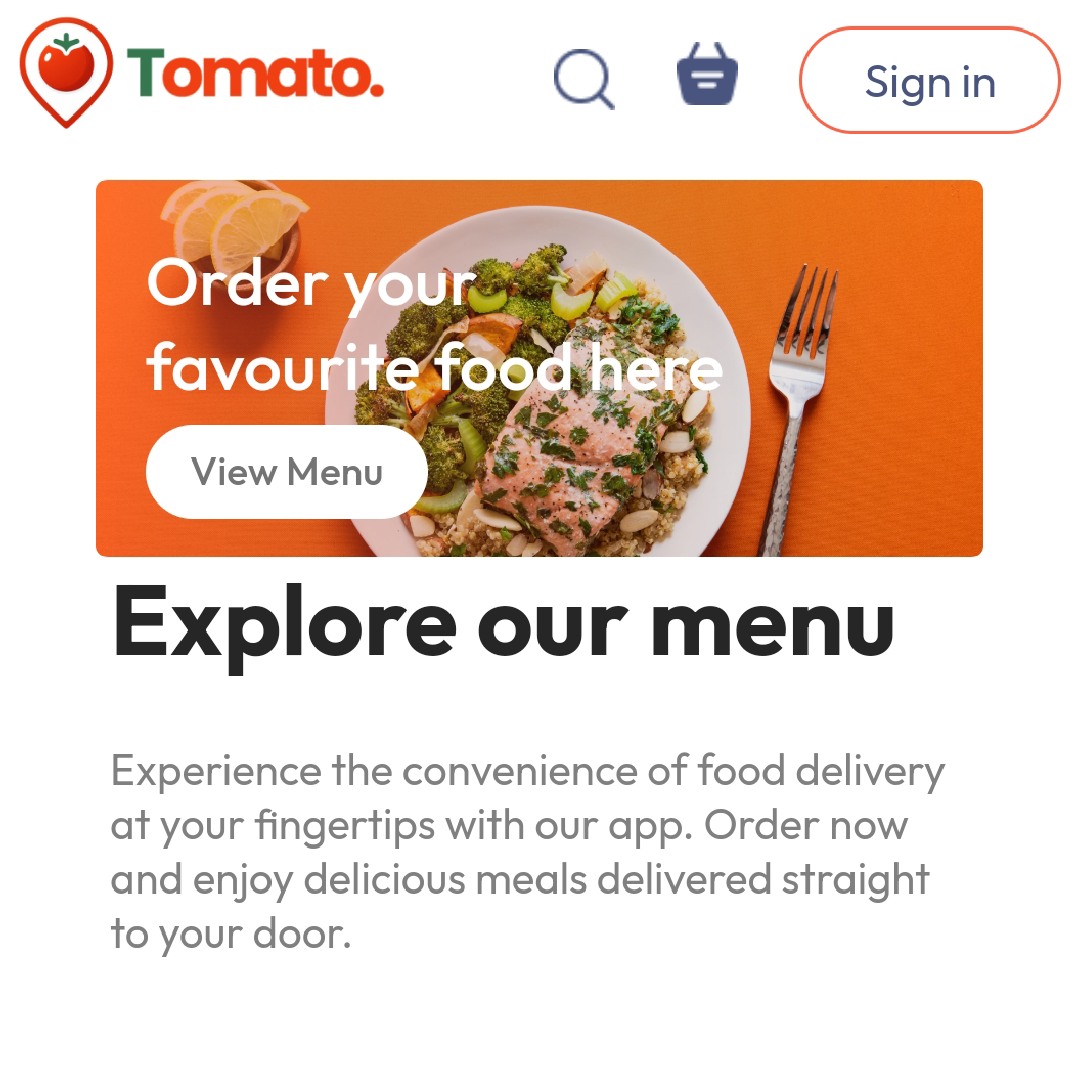 Tomato.
Sign in
Order your
favourite food here
View Menu
Explore our menu
Experience the convenience of food delivery
at your fingertips with our app. Order now
and enjoy delicious meals delivered straight
to your door.